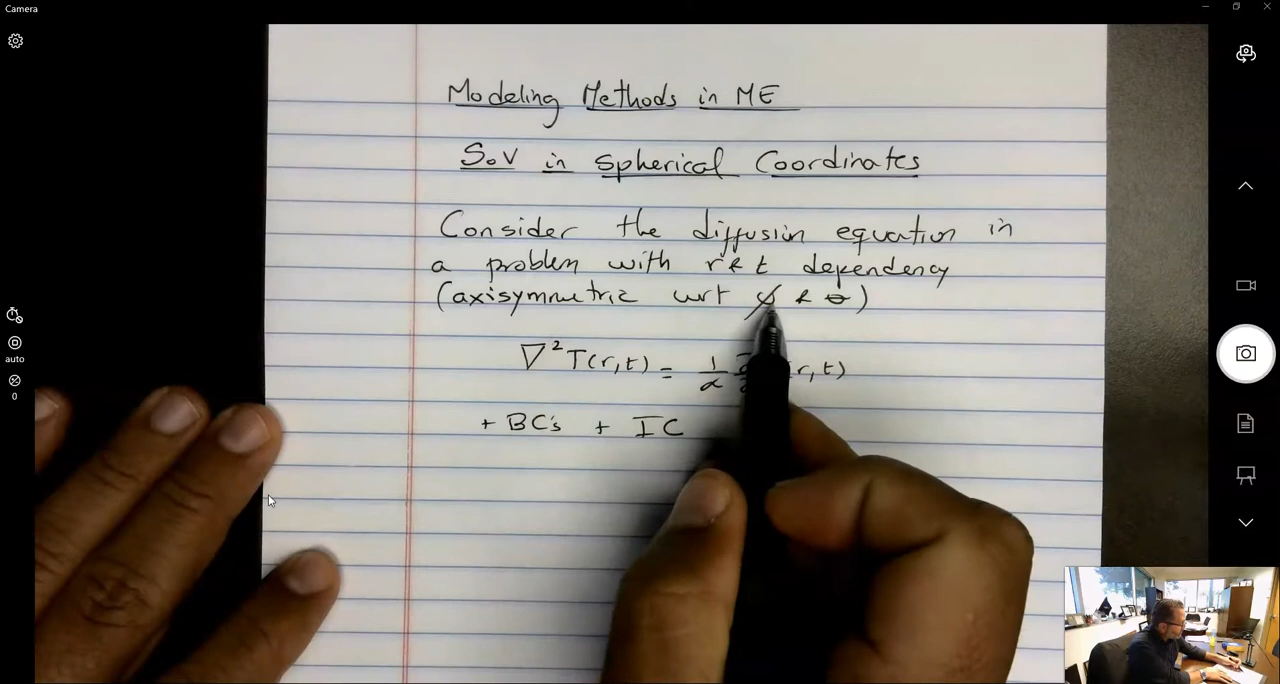 Camera
Modeling Methods in ME
SoV in Spherical Coordinates
Consider the diffusion equation in
a problem with r & t dependency
(axisymmetric wrt φ & θ)
∇²T(r,t) = 1/α (r,t)
+ BC's + IC
auto
0